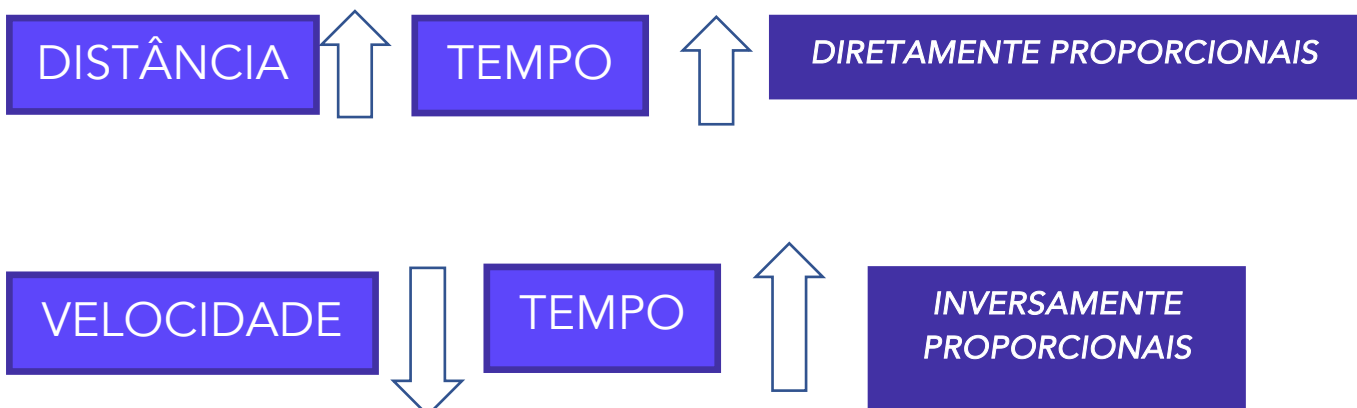 DISTÂNCIA
TEMPO
DIRETAMENTE PROPORCIONAIS
VELOCIDADE
TEMPO
INVERSAMENTE
PROPORCIONAIS